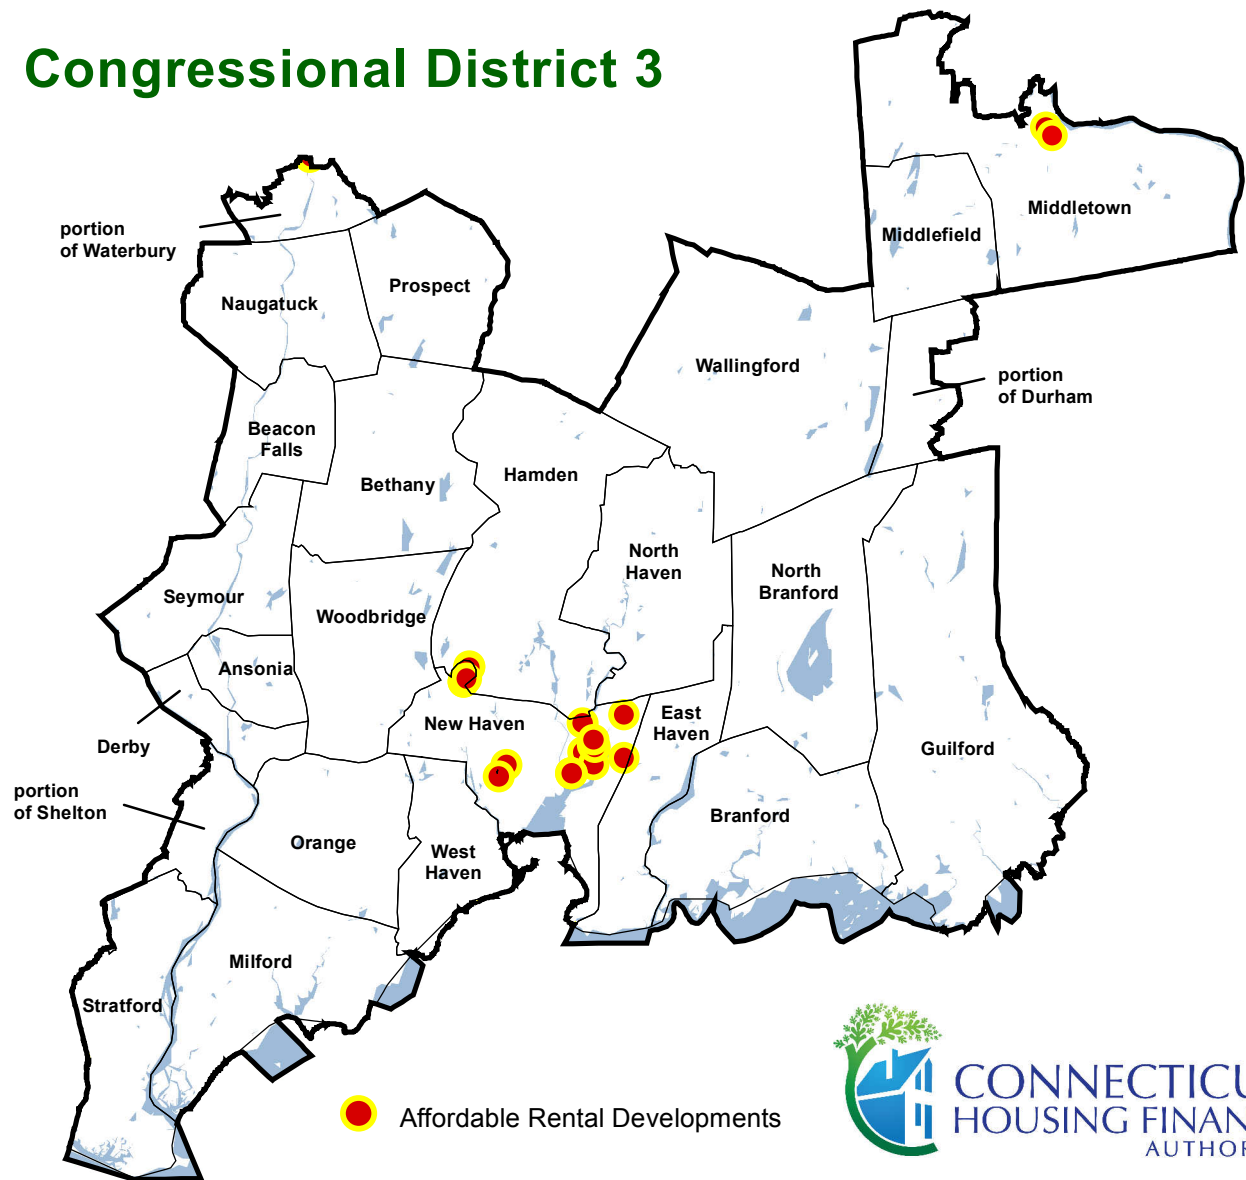 Congressional District 3
Middletown
Middlefield
portion
of Waterbury
Prospect
Naugatuck
Wallingford
portion
of Durham
Beacon
Falls
Hamden
Bethany
North
Haven
North
Branford
Seymour
Woodbridge
Ansonia
New Haven
East
Haven
Derby
Guilford
portion
of Shelton
Orange
West
Haven
Branford
Milford
Stratford
Affordable Rental Developments
CONNECTICU
HOUSING FINAN
AUTHOR